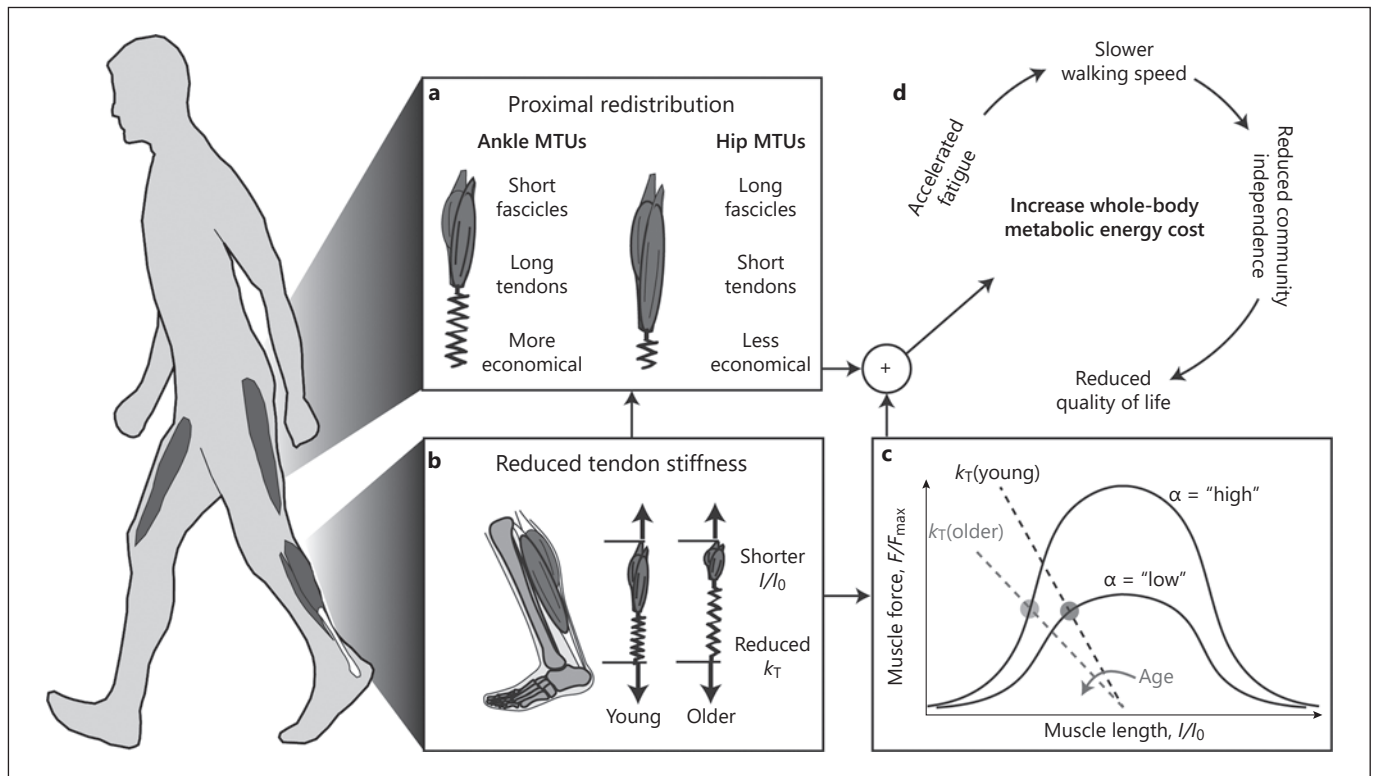 a
Proximal redistribution
Ankle MTUs
Short
fascicles
Long
tendons
More
economical
Hip MTUs
Long
fascicles
Short
tendons
Less
economical
b
Reduced tendon stiffness
Shorter
l/l0
Reduced
kT
Young
Older
c
kT(young)
kT(older)
α = “high”
α = “low”
Age
Muscle force, F/Fmax
Muscle length, l/l0
+
d
Slower
walking speed
Reduced community
independence
Reduced
quality of life
Accelerated
fatigue
Increase whole-body
metabolic energy cost